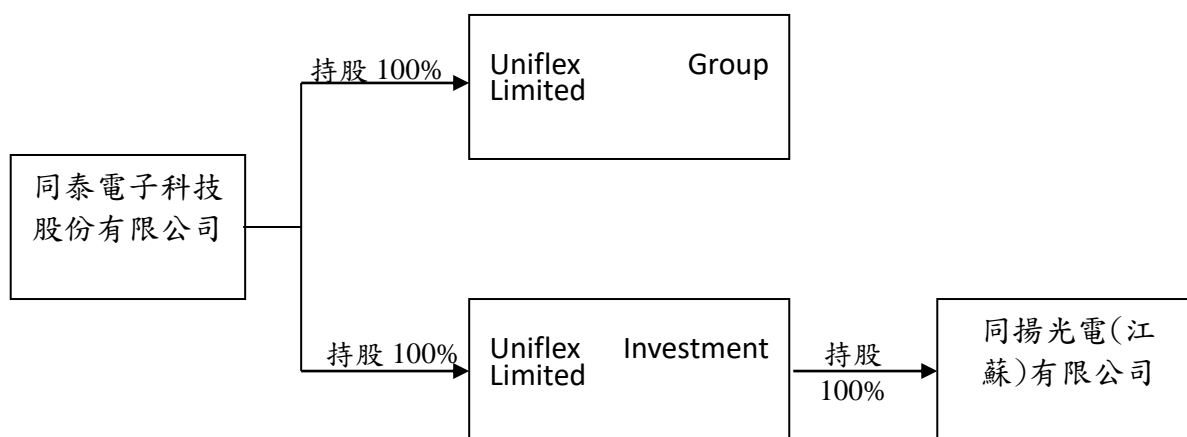 持股 100%
Uniflex Group
Limited
同泰電子科技
股份有限公司
持股 100%
Uniflex Investment
Limited
持股
100%
同揚光電(江
蘇)有限公司